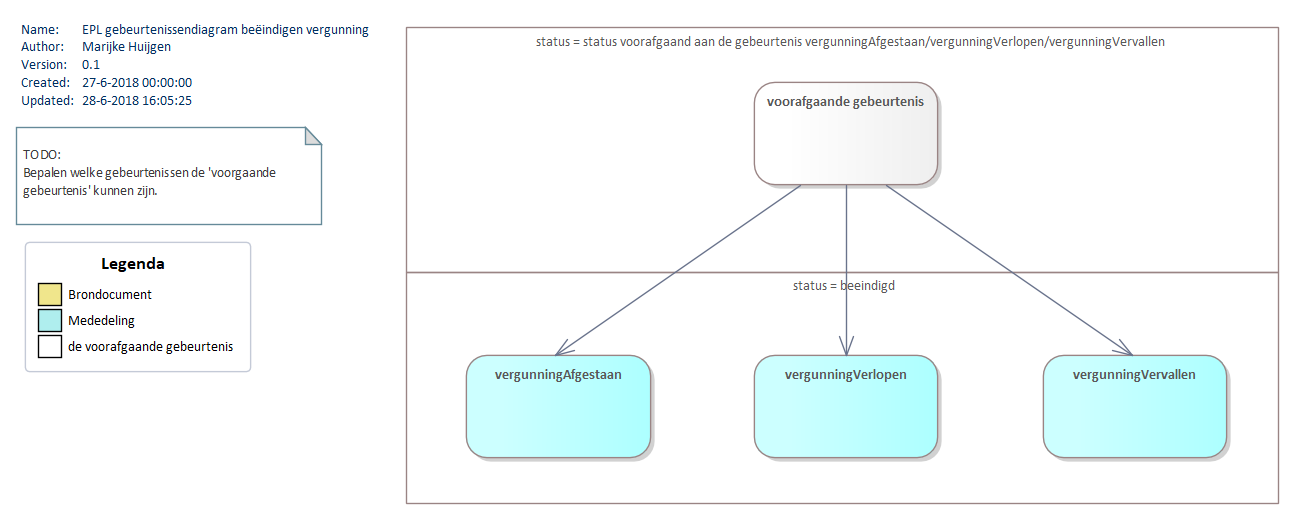 Name: EPL gebeurtenissendiagram beëindigen vergunning
Author: Marijke Huijgen
Version: 0.1
Created: 27-6-2018 00:00:00
Updated: 28-6-2018 16:05:25
TODO:
Bepalen welke gebeurtenissen de 'voorgaande
gebeurtenis' kunnen zijn.
Legenda
Brondocument
Mededeling
de voorafgaande gebeurtenis
status = status voorafgaand aan de gebeurtenis vergunningAfgestaan/vergunningVerlopen/vergunningVervallen
voorafgaande gebeurtenis
status = beeindigd
vergunningAfgestaan
vergunningVerlopen
vergunningVervallen